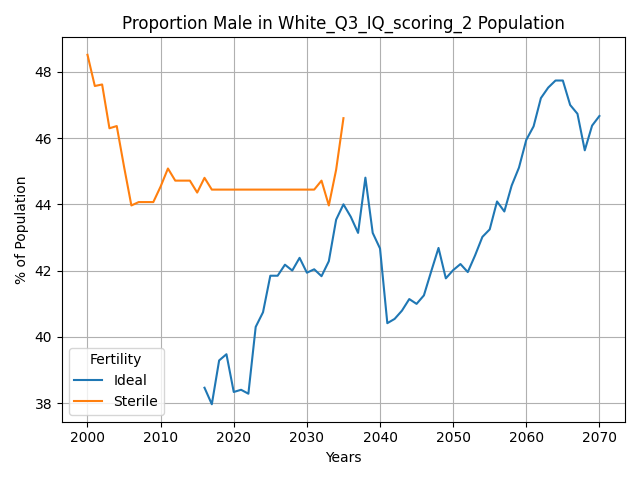 Proportion Male in White_Q3_IQ_scoring_2 Population
% of Population
48
46
44
42
40
38
Fertility
Ideal
Sterile
2000 2010 2020 2030 2040 2050 2060 2070
Years